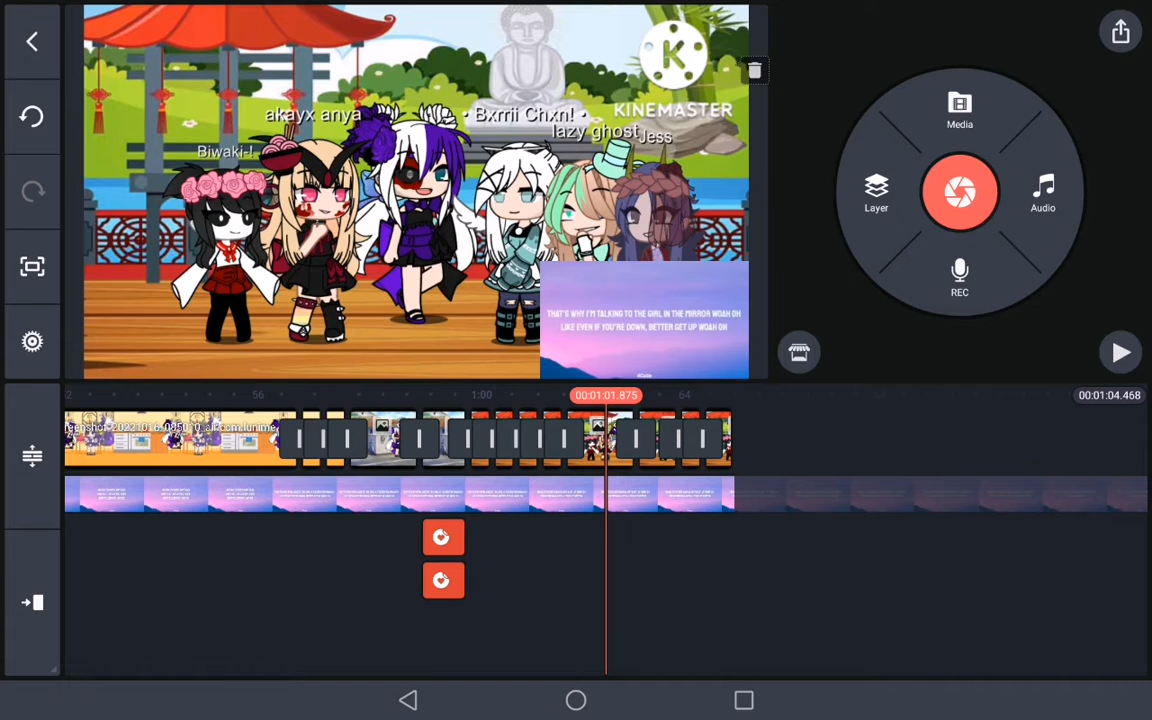 K
KINEMASTER
akayx anya
• Bxrrii Chxn! •
lazy ghost
Jess
Biwaki-!
THAT'S WHY I'M TALKING TO THE GIRL IN THE MIRROR WOAH OH
LIKE EVEN IF YOU'RE DOWN, BETTER GET UP WOAH OH
Media
Layer
Audio
REC
56
1:00
00:01:01.875
64
00:01:04.468